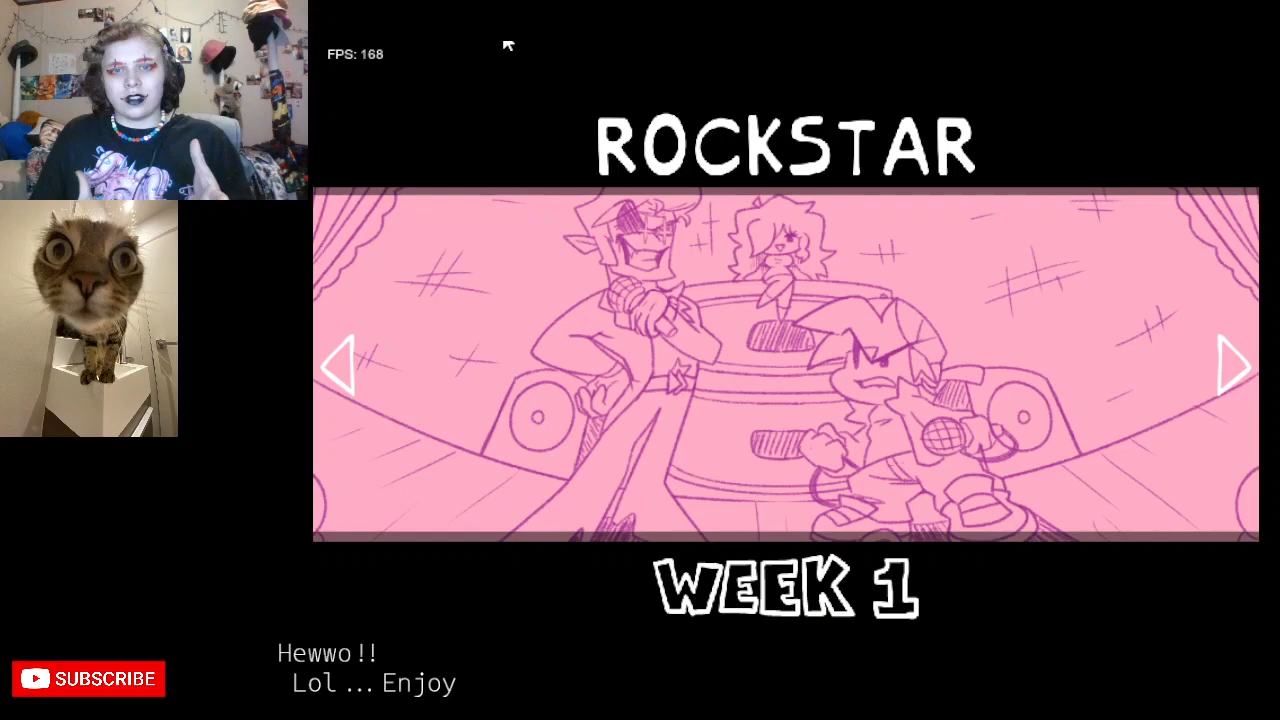 FPS: 168
ROCKSTAR
WEEK 1
Hewwo!!
Lol...Enjoy
SUBSCRIBE